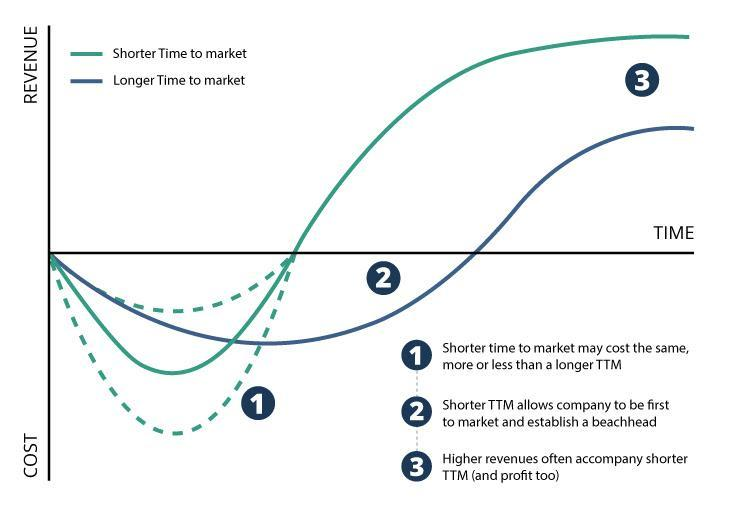 REVENUE
Shorter Time to market
Longer Time to market
3
TIME
2
1
COST
1
Shorter time to market may cost the same,
more or less than a longer TTM
2
Shorter TTM allows company to be first
to market and establish a beachhead
3
Higher revenues often accompany shorter
TTM (and profit too)